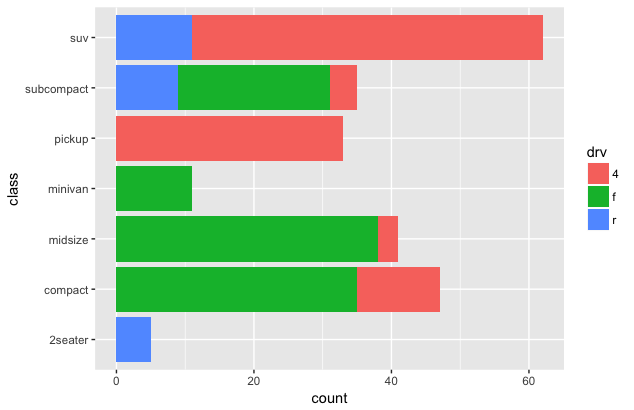 suv
subcompact
pickup
minivan
midsize
compact
2seater
class
0 20 40 60
count
drv
4
f
r